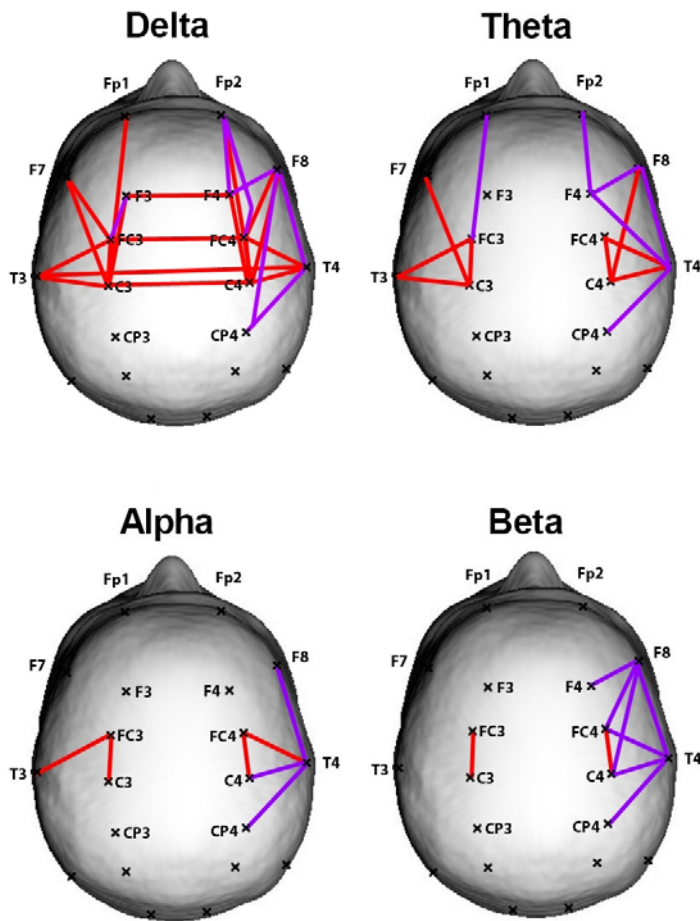 Delta Theta
Fp1 Fp2 Fp1 Fp2
F7 F8 F7 F8
F3 F4 F3 F4
FC3 FC4 FC3 FC4
T3 T4 T3 T4
C3 C4 C3 C4
CP3 CP4 CP3 CP4
Alpha Beta
Fp1 Fp2 Fp1 Fp2
F7 F8 F7 F8
F3 F4 F3 F4
FC3 FC4 FC3 FC4
T3 T4 T3 T4
C3 C4 C3 C4
CP3 CP4 CP3 CP4